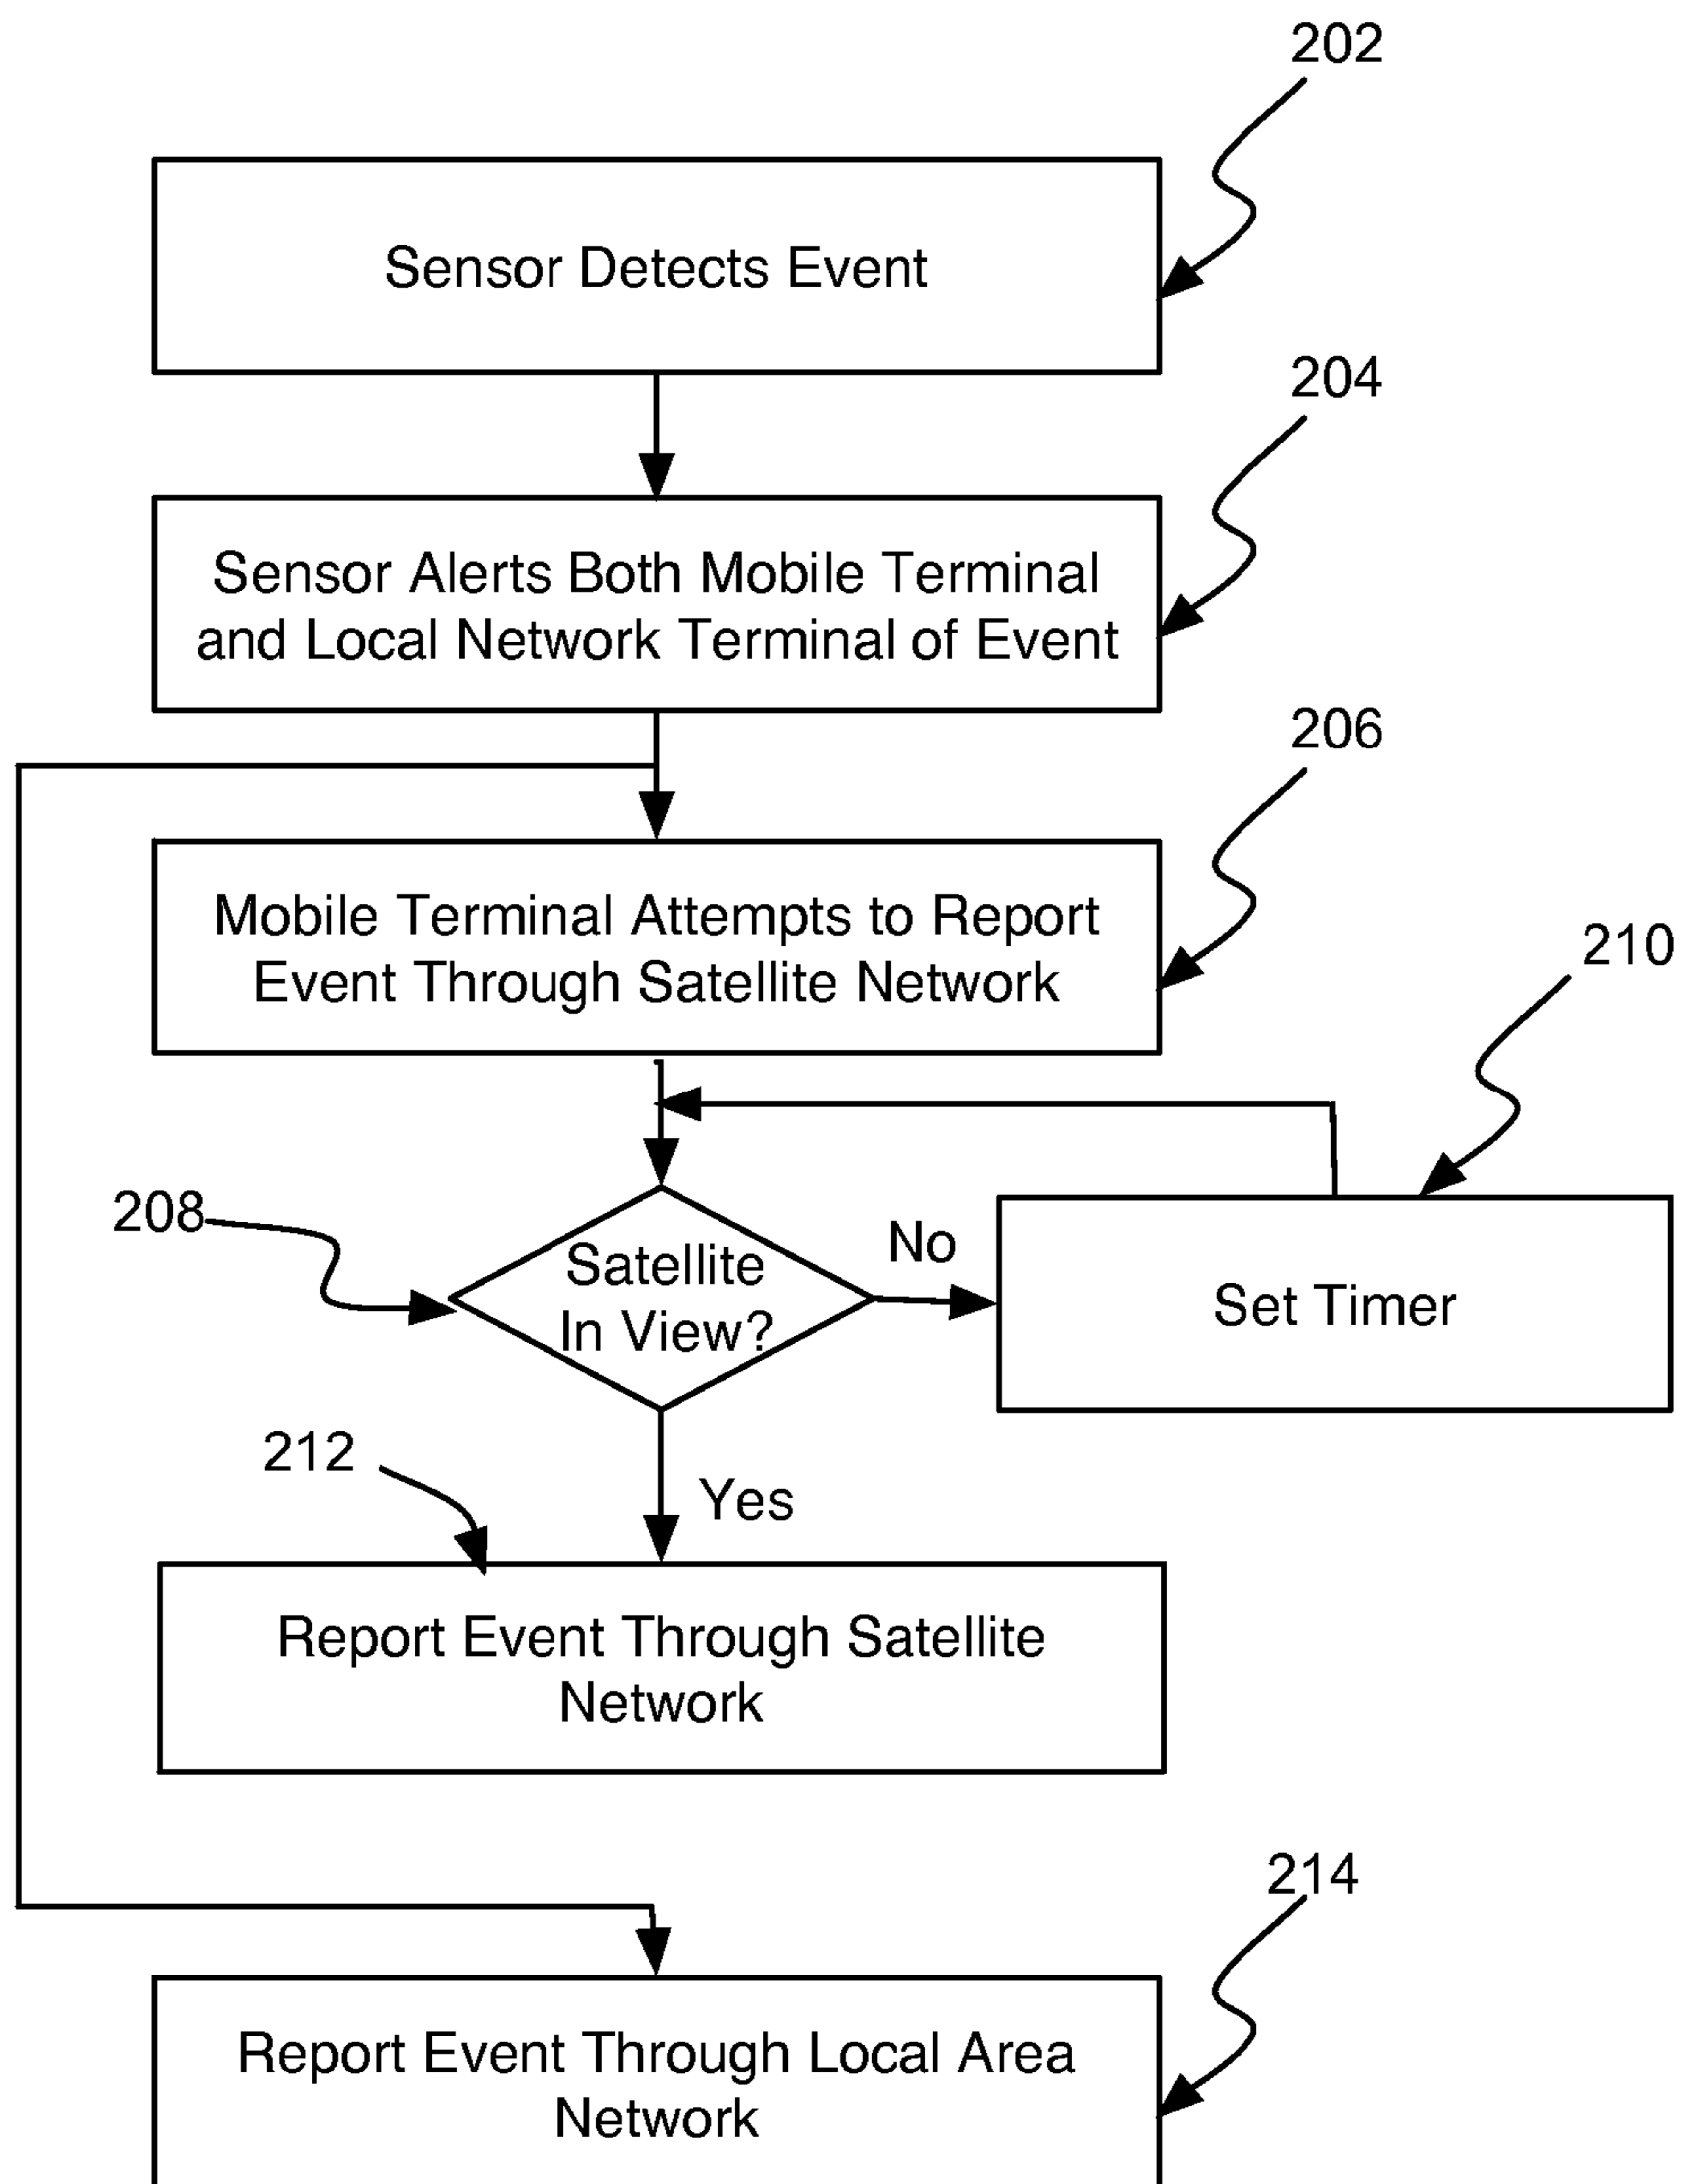 202
Sensor Detects Event
204
Sensor Alerts Both Mobile Terminal
and Local Network Terminal of Event
206
Mobile Terminal Attempts to Report
Event Through Satellite Network
210
208
Satellite
In View?
No
Set Timer
212
Yes
Report Event Through Satellite
Network
214
Report Event Through Local Area
Network